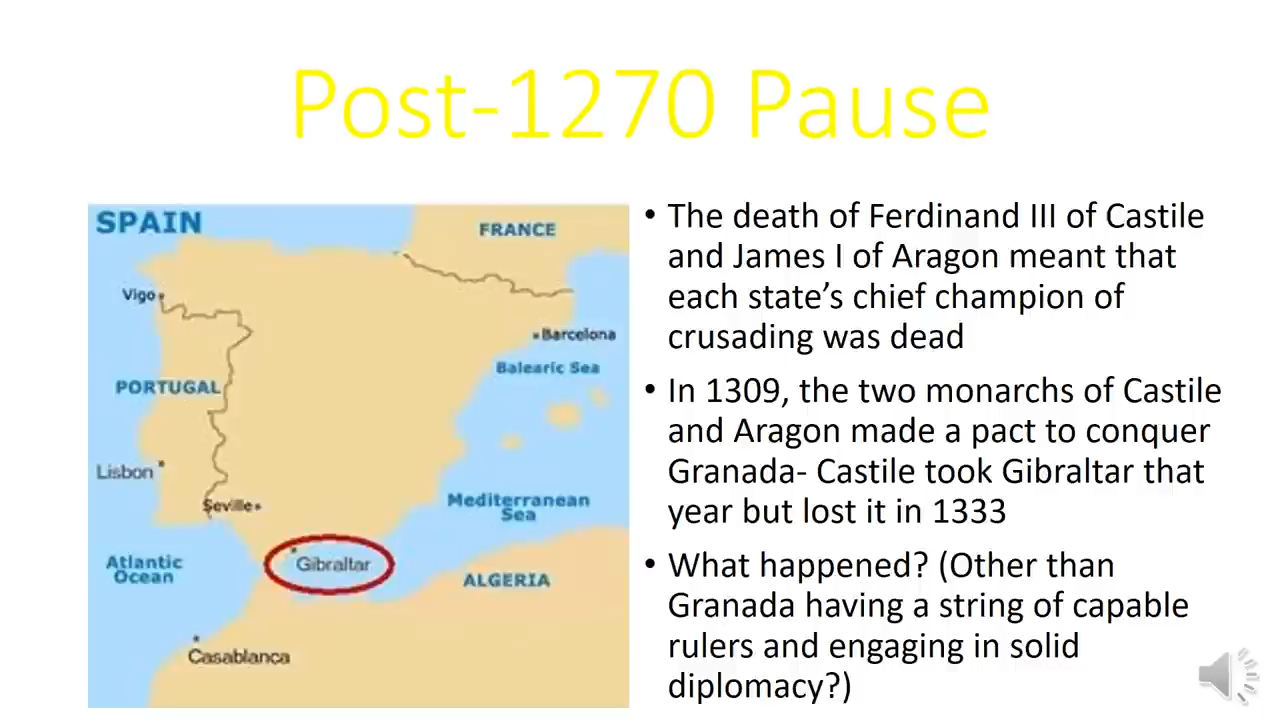 Post-1270 Pause
SPAIN
FRANCE
Vigo
Barcelona
Balearic Sea
PORTUGAL
Lisbon
Seville
Mediterranean
Sea
Atlantic
Ocean
Gibraltar
ALGERIA
Casablanca
• The death of Ferdinand III of Castile
and James I of Aragon meant that
each state’s chief champion of
crusading was dead
• In 1309, the two monarchs of Castile
and Aragon made a pact to conquer
Granada- Castile took Gibraltar that
year but lost it in 1333
• What happened? (Other than
Granada having a string of capable
rulers and engaging in solid
diplomacy?)